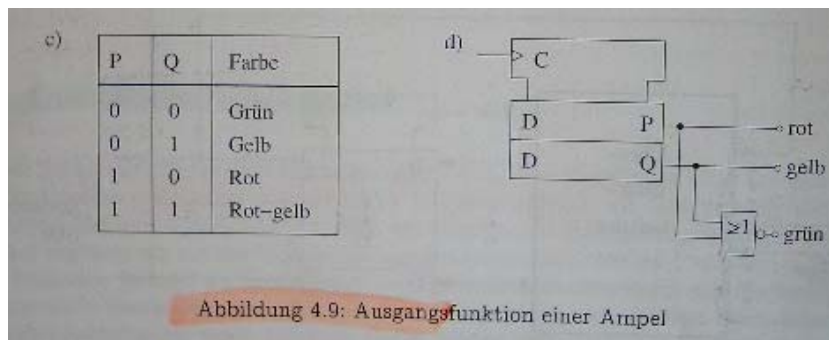 c)
P Q Farbe
0 0 Grün
0 1 Gelb
1 0 Rot
1 1 Rot-gelb
d)
C
D P rot
D Q gelb
≥1 grün
Abbildung 4.9: Ausgangsfunktion einer Ampel